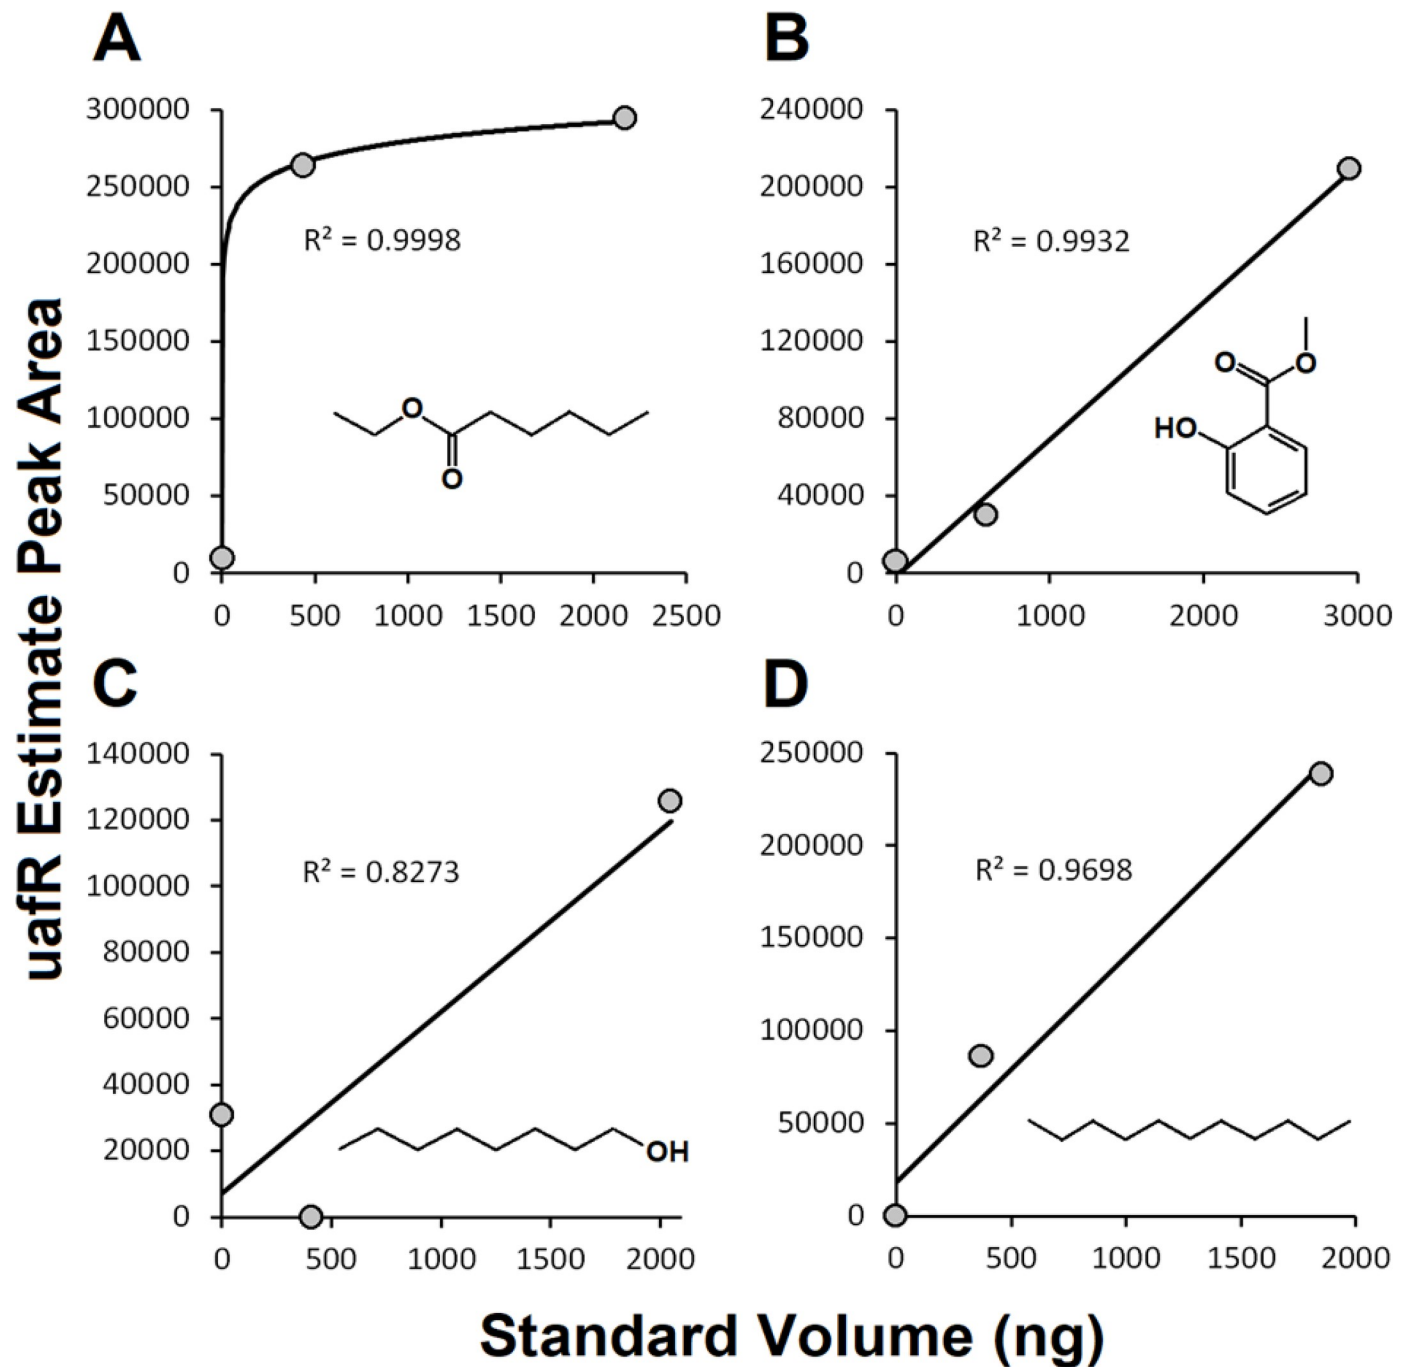 A
300000
250000
200000
150000
100000
50000
0
R² = 0.9998
O
O
0 500 1000 1500 2000 2500
B
240000
200000
160000
120000
80000
40000
0
R² = 0.9932
O
O
HO
0 1000 2000 3000
uafR Estimate Peak Area
C
140000
120000
100000
80000
60000
40000
20000
0
R² = 0.8273
OH
0 500 1000 1500 2000
D
250000
200000
150000
100000
50000
0
R² = 0.9698
0 500 1000 1500 2000
Standard Volume (ng)